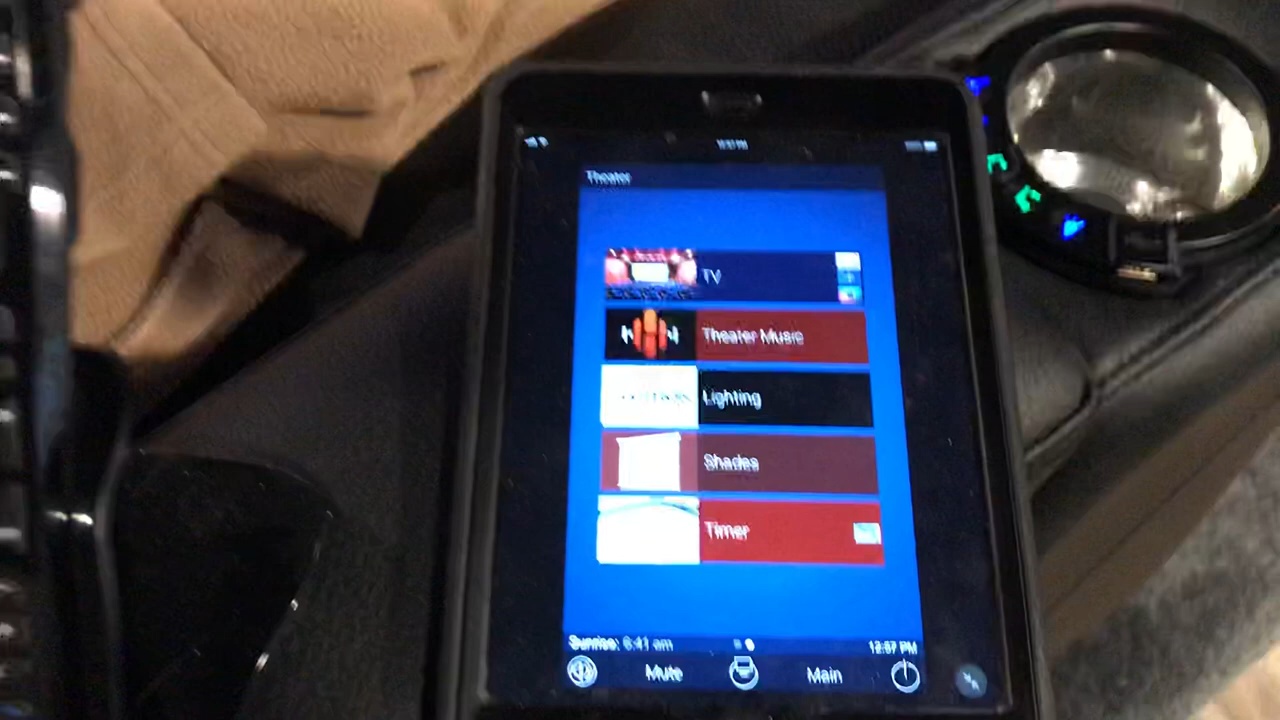 Theater
TV
Theater Music
Lighting
Shades
Timer
Sunrise: 6:41 am
12:57 PM
Mute
Main